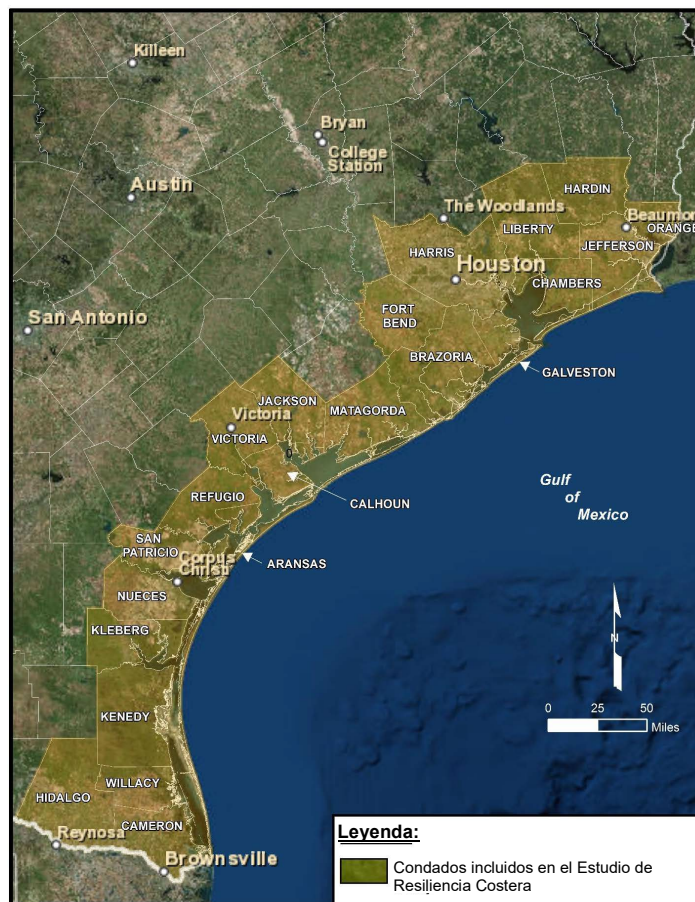 Killeen
Bryan
College
Station
Austin
HARDIN
The Woodlands
LIBERTY
Beaumon
ORANGE
JEFFERSON
HARRIS
Houston
CHAMBERS
San Antonio
FORT
BEND
BRAZORIA
GALVESTON
JACKSON
MATAGORDA
Victoria
VICTORIA
0
CALHOUN
REFUGIO
Gulf
of
Mexico
SAN
PATRICIO
ARANSAS
Corpus
Christi
NUECES
KLEBERG
N
KENEDY
0 25 50
Miles
WILLACY
HIDALGO
CAMERON
Reynosa
Brownsville
Leyenda:
Condados incluidos en el Estudio de
Resiliencia Costera